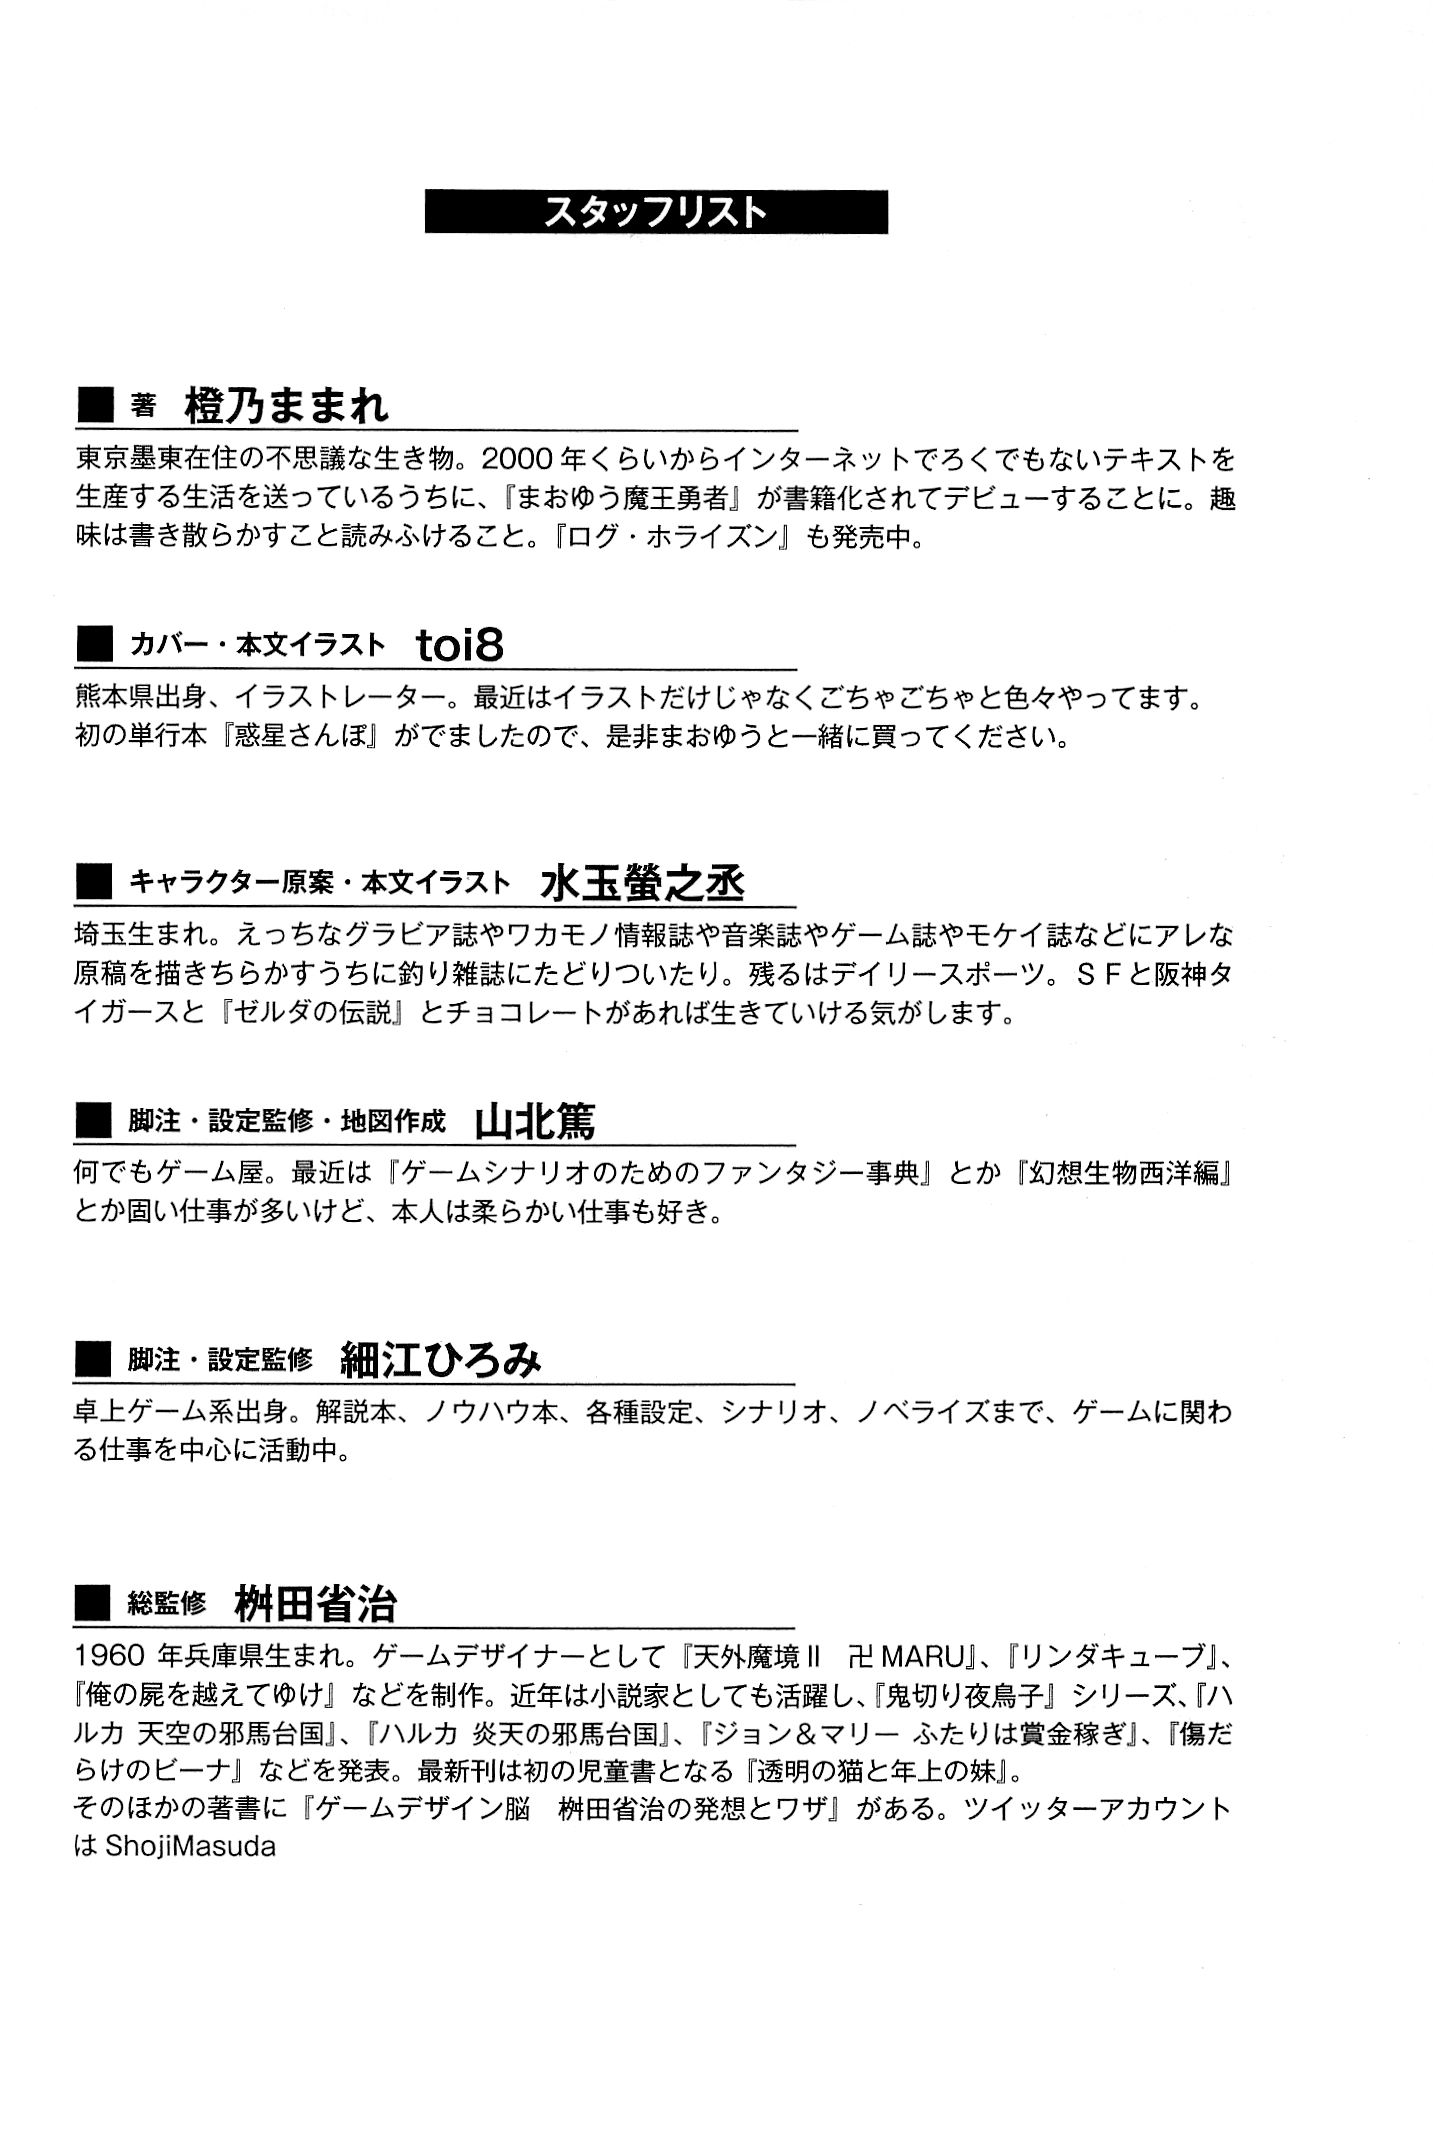 スタッフリスト
■ 著 橙乃ままれ
東京墨東在住の不思議な生き物。2000年くらいからインターネットでろくでもないテキストを
生産する生活を送っているうちに、『まおゆう魔王勇者』が書籍化されてデビューすることに。趣
味は書き散らかすこと読みふけること。『ログ・ホライズン』も発売中。
■ カバー・本文イラスト toi8
熊本県出身、イラストレーター。最近はイラストだけじゃなくごちゃごちゃと色々やってます。
初の単行本『惑星さんぽ』がでましたので、是非まおゆうと一緒に買ってください。
■ キャラクター原案・本文イラスト 水玉螢之丞
埼玉生まれ。えっちなグラビア誌やワカモノ情報誌や音楽誌やゲーム誌やモケイ誌などにアレな
原稿を描きちらかすうちに釣り雑誌にたどりついたり。残るはデイリースポーツ。ＳＦと阪神タ
イガースと『ゼルダの伝説』とチョコレートがあれば生きていける気がします。
■ 脚注・設定監修・地図作成 山北篤
何でもゲーム屋。最近は『ゲームシナリオのためのファンタジー事典』とか『幻想生物西洋編』
とか固い仕事が多いけど、本人は柔らかい仕事も好き。
■ 脚注・設定監修 細江ひろみ
卓上ゲーム系出身。解説本、ノウハウ本、各種設定、シナリオ、ノベライズまで、ゲームに関わ
る仕事を中心に活動中。
■ 総監修 桝田省治
1960 年兵庫県生まれ。ゲームデザイナーとして『天外魔境Ⅱ　卍MARU』、『リンダキューブ』、
『俺の屍を越えてゆけ』などを制作。近年は小説家としても活躍し、『鬼切り夜鳥子』シリーズ、『ハ
ルカ 天空の邪馬台国』、『ハルカ 炎天の邪馬台国』、『ジョン＆マリー ふたりは賞金稼ぎ』、『傷だ
らけのビーナ』などを発表。最新刊は初の児童書となる『透明の猫と年上の妹』。
そのほかの著書に『ゲームデザイン脳　桝田省治の発想とワザ』がある。ツイッターアカウント
は ShojiMasuda